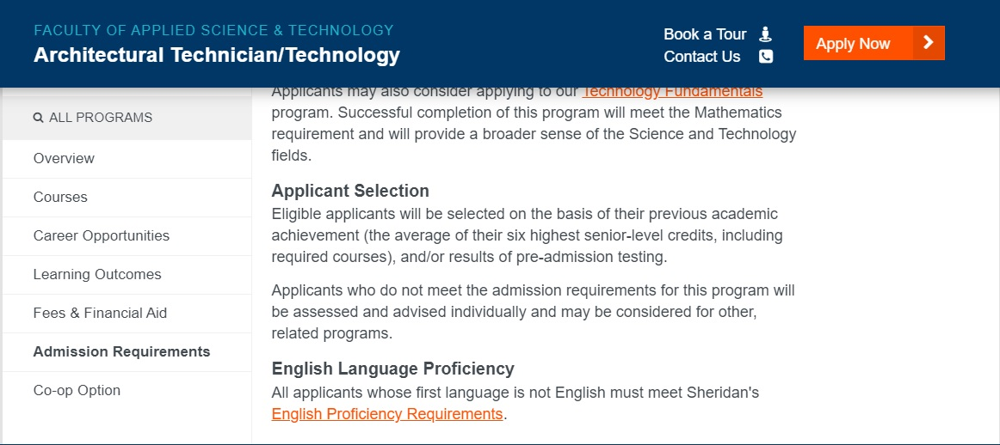 FACULTY OF APPLIED SCIENCE & TECHNOLOGY
Architectural Technician/Technology
Book a Tour
Contact Us
Apply Now
ALL PROGRAMS
Overview
Courses
Career Opportunities
Learning Outcomes
Fees & Financial Aid
Admission Requirements
Co-op Option
Applicants may also consider applying to our Technology Fundamentals
program. Successful completion of this program will meet the Mathematics
requirement and will provide a broader sense of the Science and Technology
fields.
Applicant Selection
Eligible applicants will be selected on the basis of their previous academic
achievement (the average of their six highest senior-level credits, including
required courses), and/or results of pre-admission testing.
Applicants who do not meet the admission requirements for this program will
be assessed and advised individually and may be considered for other,
related programs.
English Language Proficiency
All applicants whose first language is not English must meet Sheridan's
English Proficiency Requirements.